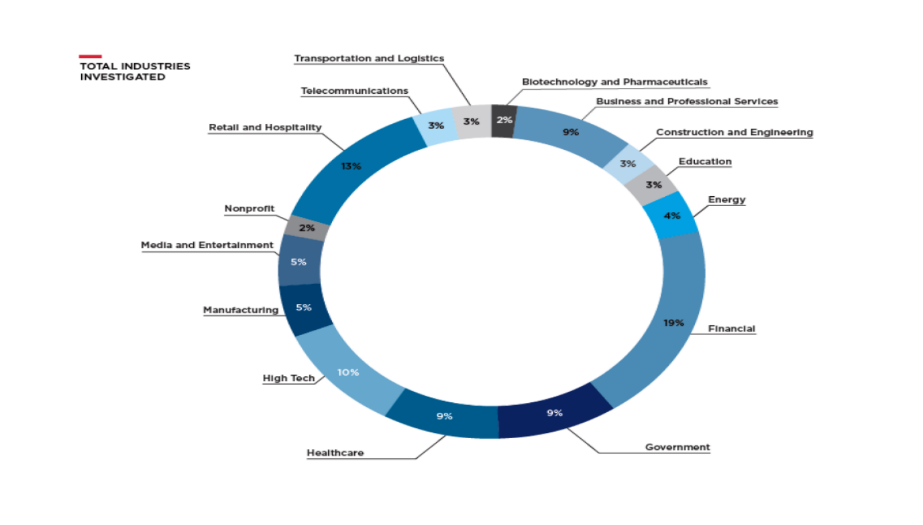 TOTAL INDUSTRIES
INVESTIGATED
Transportation and Logistics
Telecommunications
Retail and Hospitality
Nonprofit
Media and Entertainment
Manufacturing
High Tech
Healthcare
Biotechnology and Pharmaceuticals
Business and Professional Services
Construction and Engineering
Education
Energy
Financial
Government
3%
3%
2%
9%
3%
3%
4%
19%
9%
9%
10%
5%
5%
2%
13%